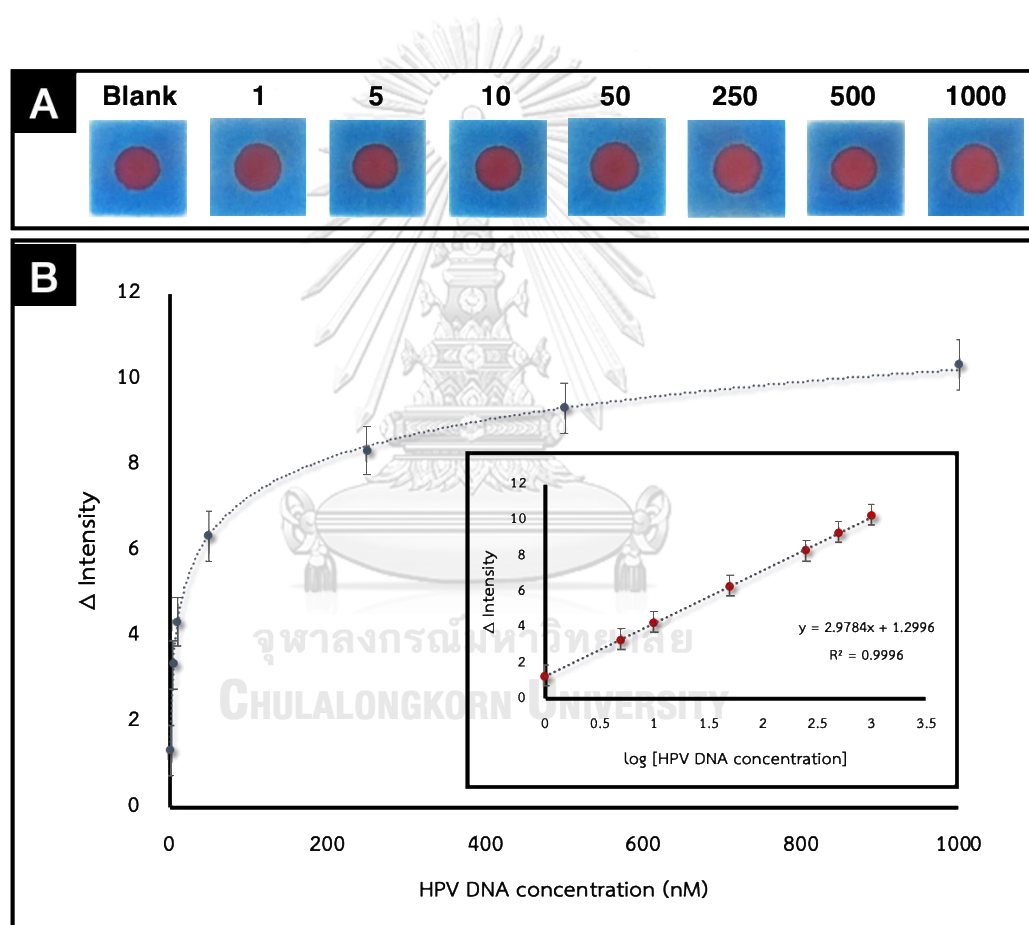 A
Blank 1 5 10 50 250 500 1000
B
12
10
8
6
4
2
0
Δ Intensity
0 200 400 600 800 1000
HPV DNA concentration (nM)
12
10
8
6
4
2
0
Δ Intensity
y = 2.9784x + 1.2996
R² = 0.9996
0 0.5 1 1.5 2 2.5 3 3.5
log [HPV DNA concentration]
จุฬาลงกรณ์มหาวิทยาลัย
CHULALONGKORN UNIVERSITY